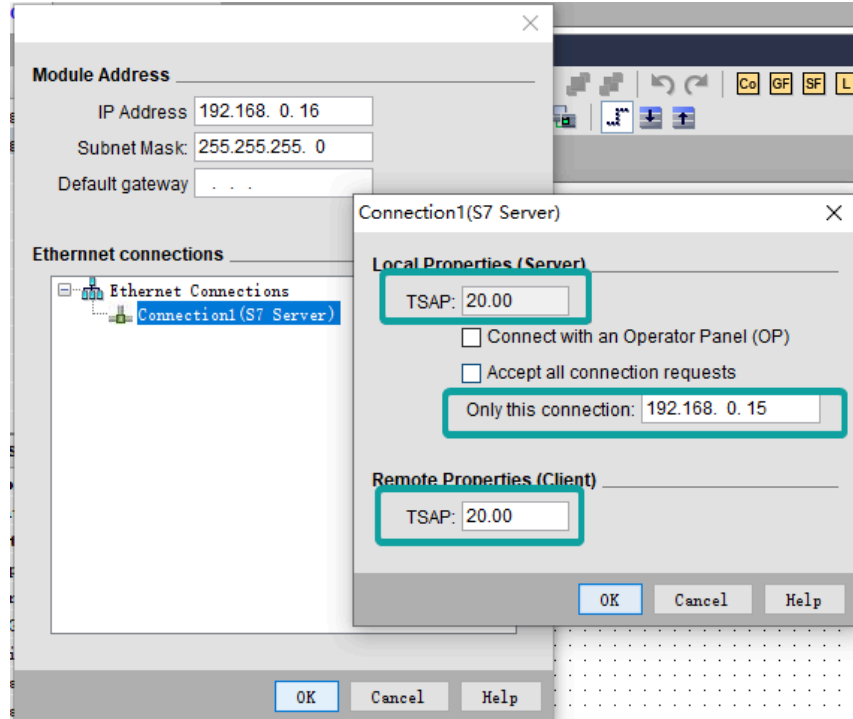 Co GF SF L
Module Address
IP Address 192.168. 0. 16
Subnet Mask: 255.255.255. 0
Default gateway . . .
Ethernnet connections
Ethernet Connections
Connection1(S7 Server)
OK Cancel Help
Connection1(S7 Server)
Local Properties (Server)
TSAP: 20.00
Connect with an Operator Panel (OP)
Accept all connection requests
Only this connection: 192.168. 0. 15
Remote Properties (Client)
TSAP: 20.00
OK Cancel Help